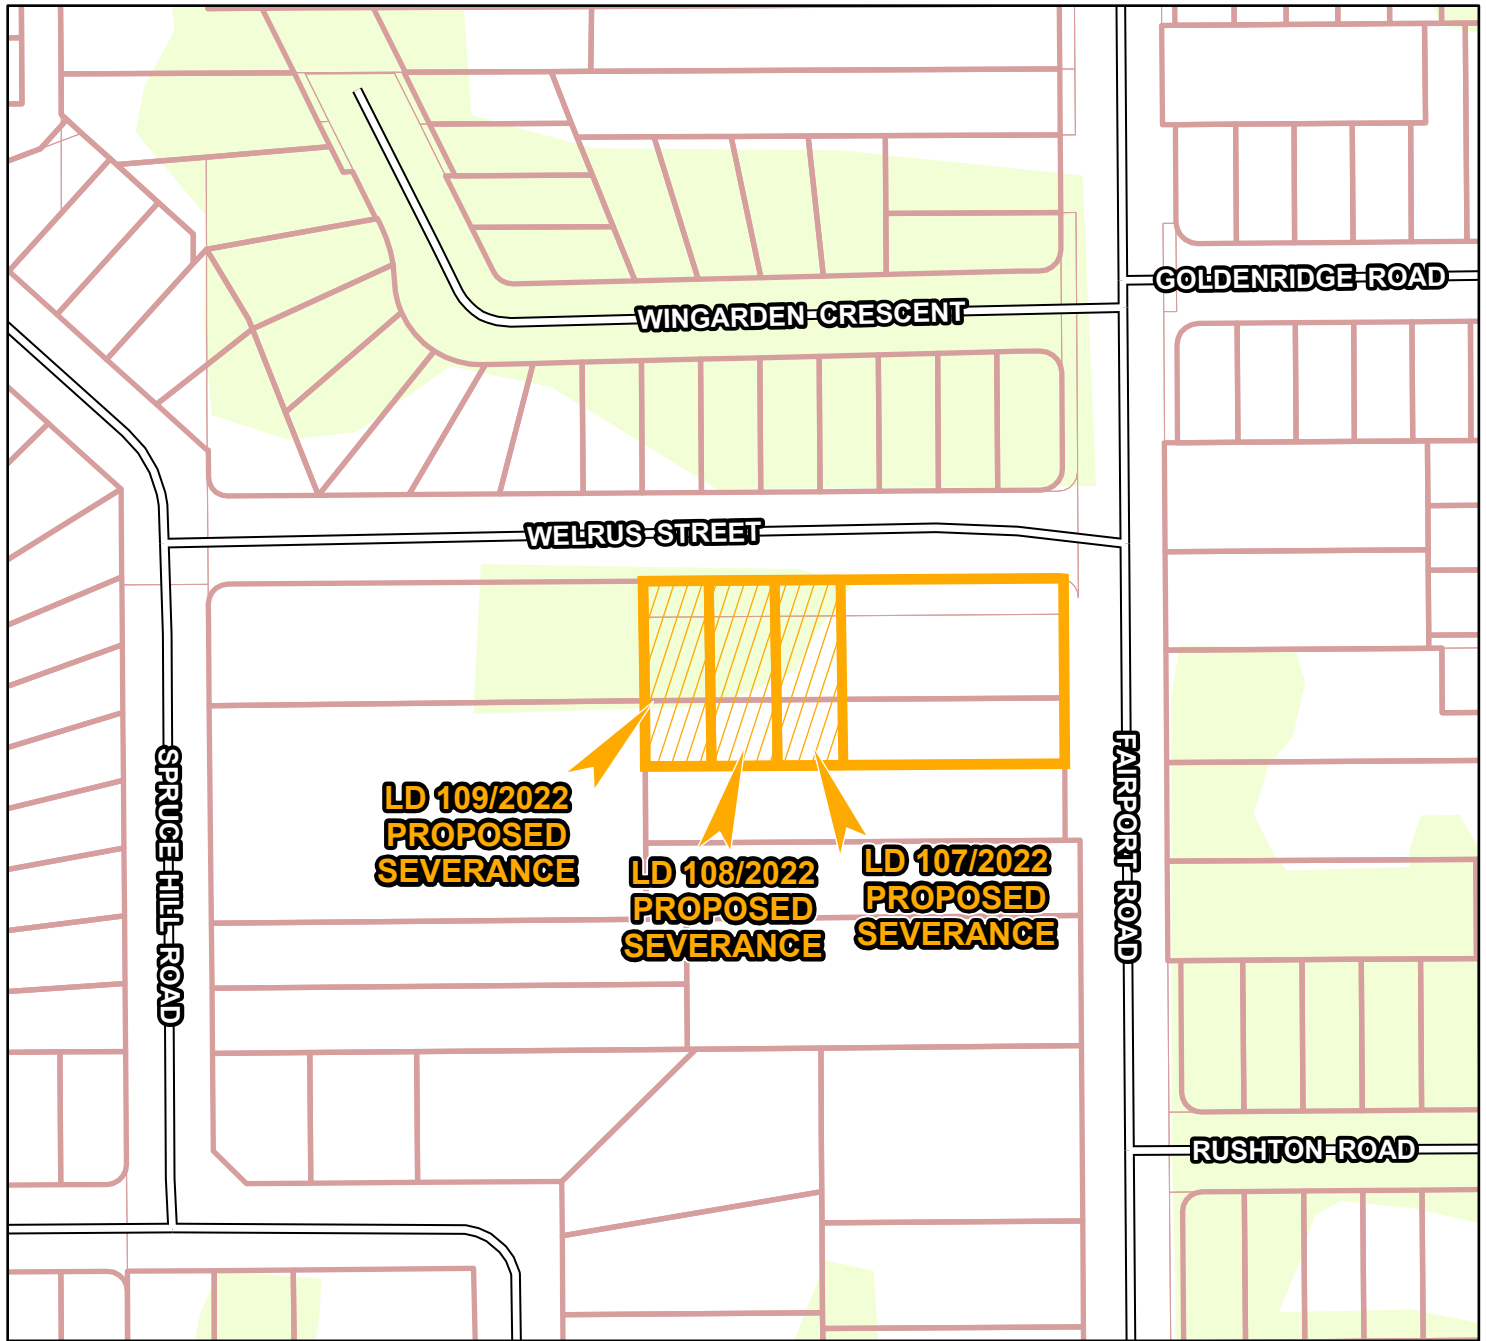 GOLDENRIDGE ROAD
WINGARDEN CRESCENT
WELRUS STREET
SPRUCE HILL ROAD
FAIRPORT ROAD
LD 109/2022
PROPOSED
SEVERANCE
LD 108/2022
PROPOSED
SEVERANCE
LD 107/2022
PROPOSED
SEVERANCE
RUSHTON ROAD